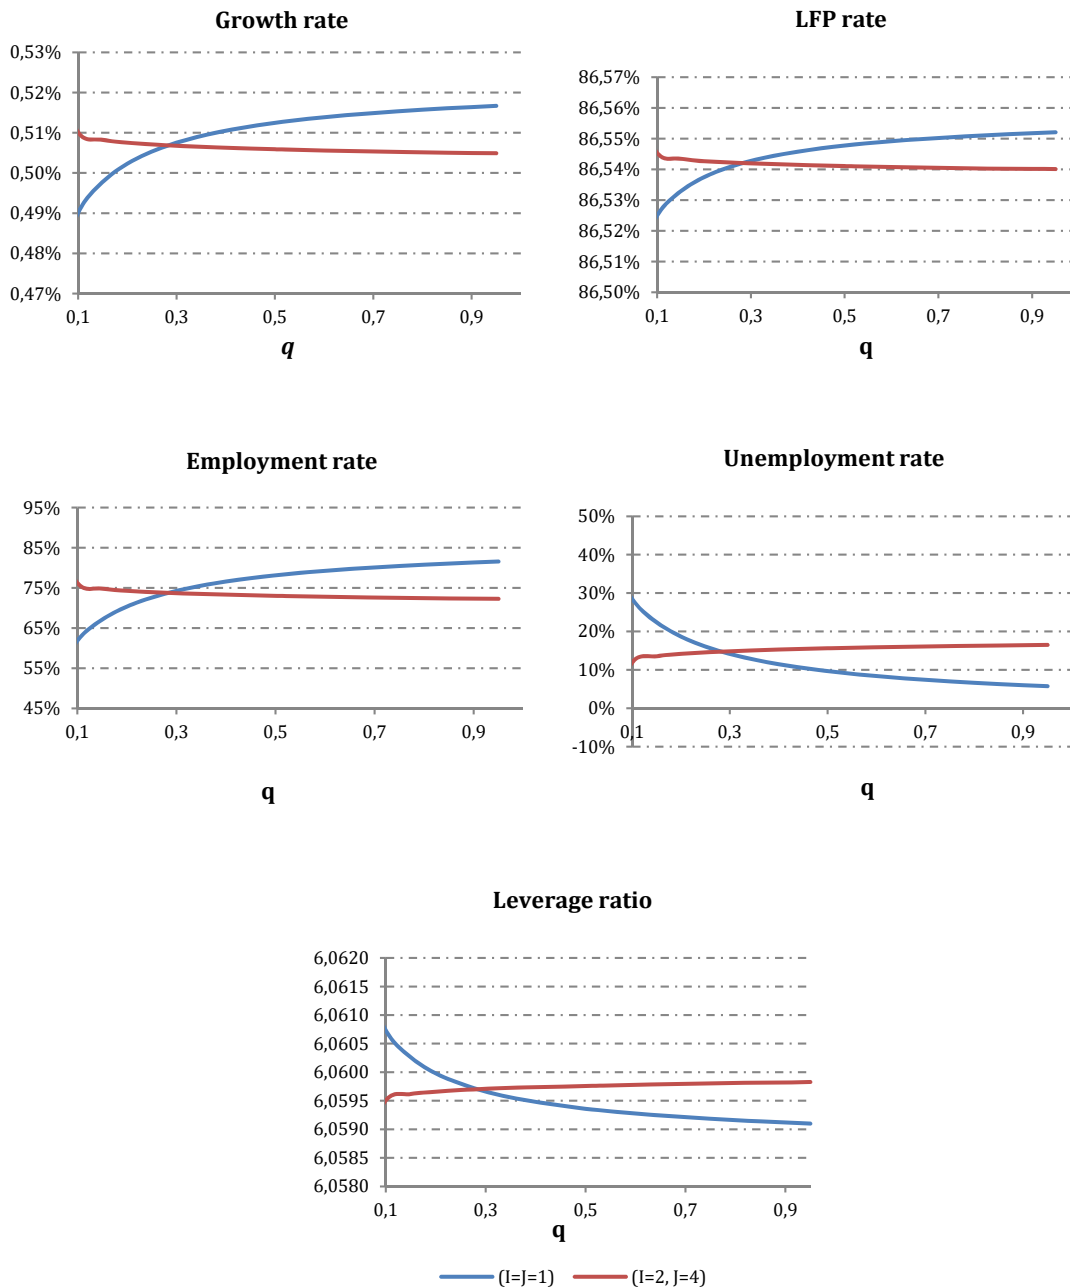 Growth rate
0,53%
0,52%
0,51%
0,50%
0,49%
0,48%
0,47%
0,1 0,3 0,5 0,7 0,9
q
LFP rate
86,57%
86,56%
86,55%
86,54%
86,53%
86,52%
86,51%
86,50%
0,1 0,3 0,5 0,7 0,9
q
Employment rate
95%
85%
75%
65%
55%
45%
0,1 0,3 0,5 0,7 0,9
q
Unemployment rate
50%
40%
30%
20%
10%
0%
-10%
0,1 0,3 0,5 0,7 0,9
q
Leverage ratio
6,0620
6,0615
6,0610
6,0605
6,0600
6,0595
6,0590
6,0585
6,0580
0,1 0,3 0,5 0,7 0,9
q
(I=J=1) (I=2, J=4)